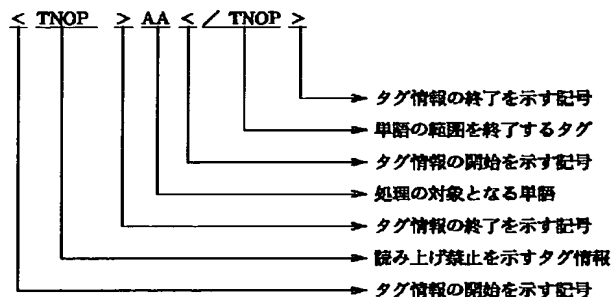 < TNOP > AA < / TNOP >
タグ情報の終了を示す記号
単語の範囲を終了するタグ
タグ情報の開始を示す記号
処理の対象となる単語
タグ情報の終了を示す記号
読み上げ禁止を示すタグ情報
タグ情報の開始を示す記号